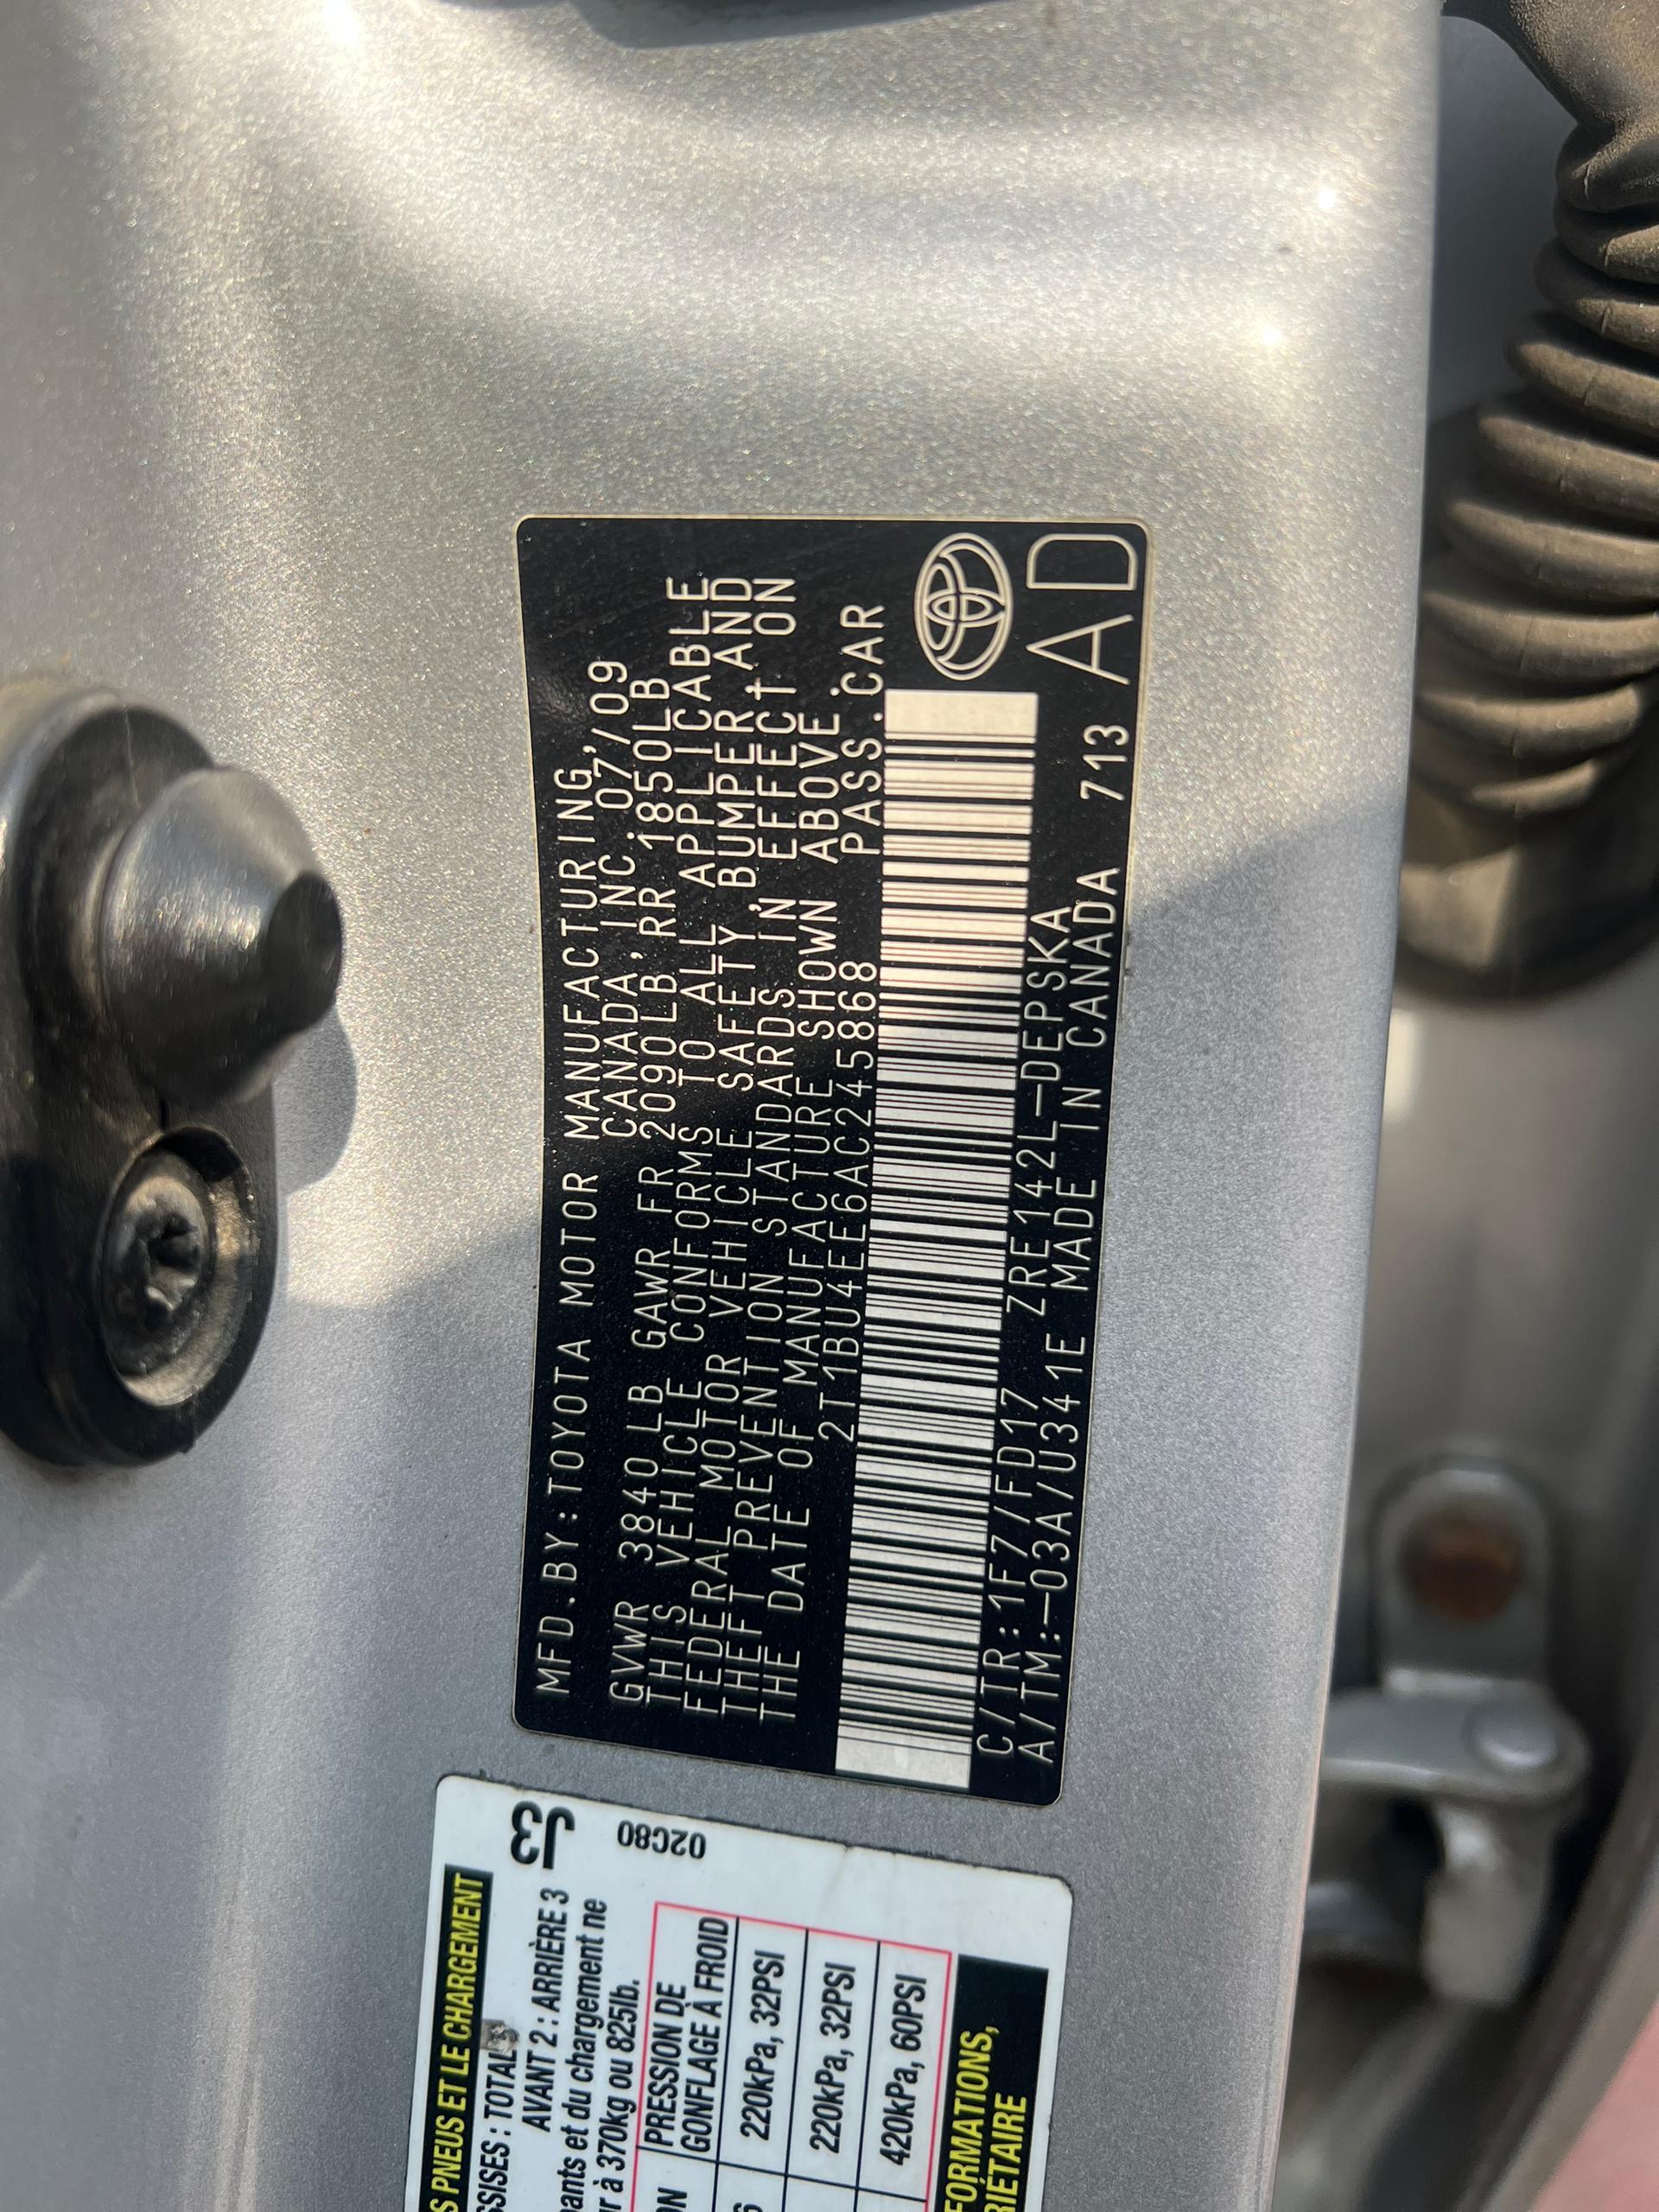 MFD.BY:TOYOTA MOTOR MANUFACTURING,
CANADA,INC. 07/09
GVWR 3840 LB GAWR FR 2090LB, RR 1850LB
THIS VEHICLE CONFORMS TO ALL APPLICABLE
FEDERAL MOTOR VEHICLE SAFETY, BUMPER AND
THEFT PREVENTION STANDARDS IN EFFECT ON
THE DATE OF MANUFACTURE SHOWN ABOVE.
2T1BU4EE6AC245868 PASS.CAR
C/TR:1F7/FD17 ZRE142L-DEPSKA
A/TM:-03A/U341E MADE IN CANADA 713 AD
PNEUS ET LE CHARGEMENT
J3
TOTAL
AVANT 2 : ARRIÈRE 3
02C80
et du chargement ne
à 370kg ou 825lb.
PRESSION DE
GONFLAGE À FROID
220kPa, 32PSI
220kPa, 32PSI
420kPa, 60PSI